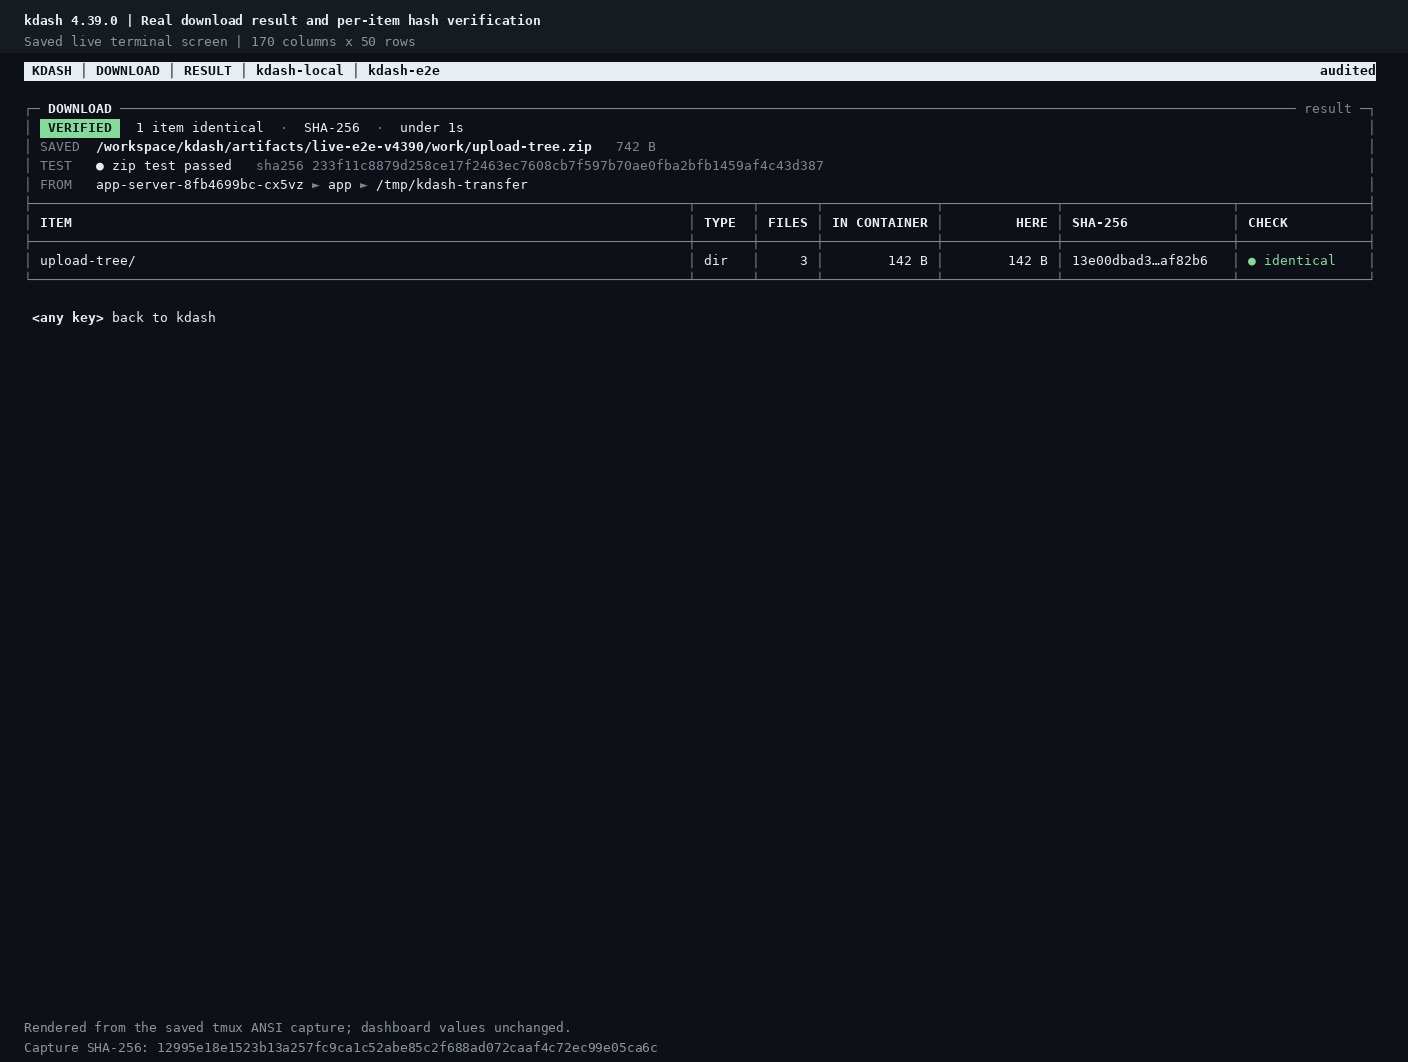 kdash 4.39.0 | Real download result and per-item hash verification
Saved live terminal screen | 170 columns x 50 rows
KDASH │ DOWNLOAD │ RESULT │ kdash-local │ kdash-e2e audited
DOWNLOAD result
VERIFIED 1 item identical · SHA-256 · under 1s
SAVED /workspace/kdash/artifacts/live-e2e-v4390/work/upload-tree.zip 742 B
TEST ● zip test passed sha256 233f11c8879d258ce17f2463ec7608cb7f597b70ae0fba2bfb1459af4c43d387
FROM app-server-8fb4699bc-cx5vz ► app ► /tmp/kdash-transfer
ITEM │ TYPE │ FILES │ IN CONTAINER │ HERE │ SHA-256 │ CHECK
upload-tree/ │ dir │ 3 │ 142 B │ 142 B │ 13e00dbad3…af82b6 │ ● identical
<any key> back to kdash
Rendered from the saved tmux ANSI capture; dashboard values unchanged.
Capture SHA-256: 12995e18e1523b13a257fc9ca1c52abe85c2f688ad072caaf4c72ec99e05ca6c